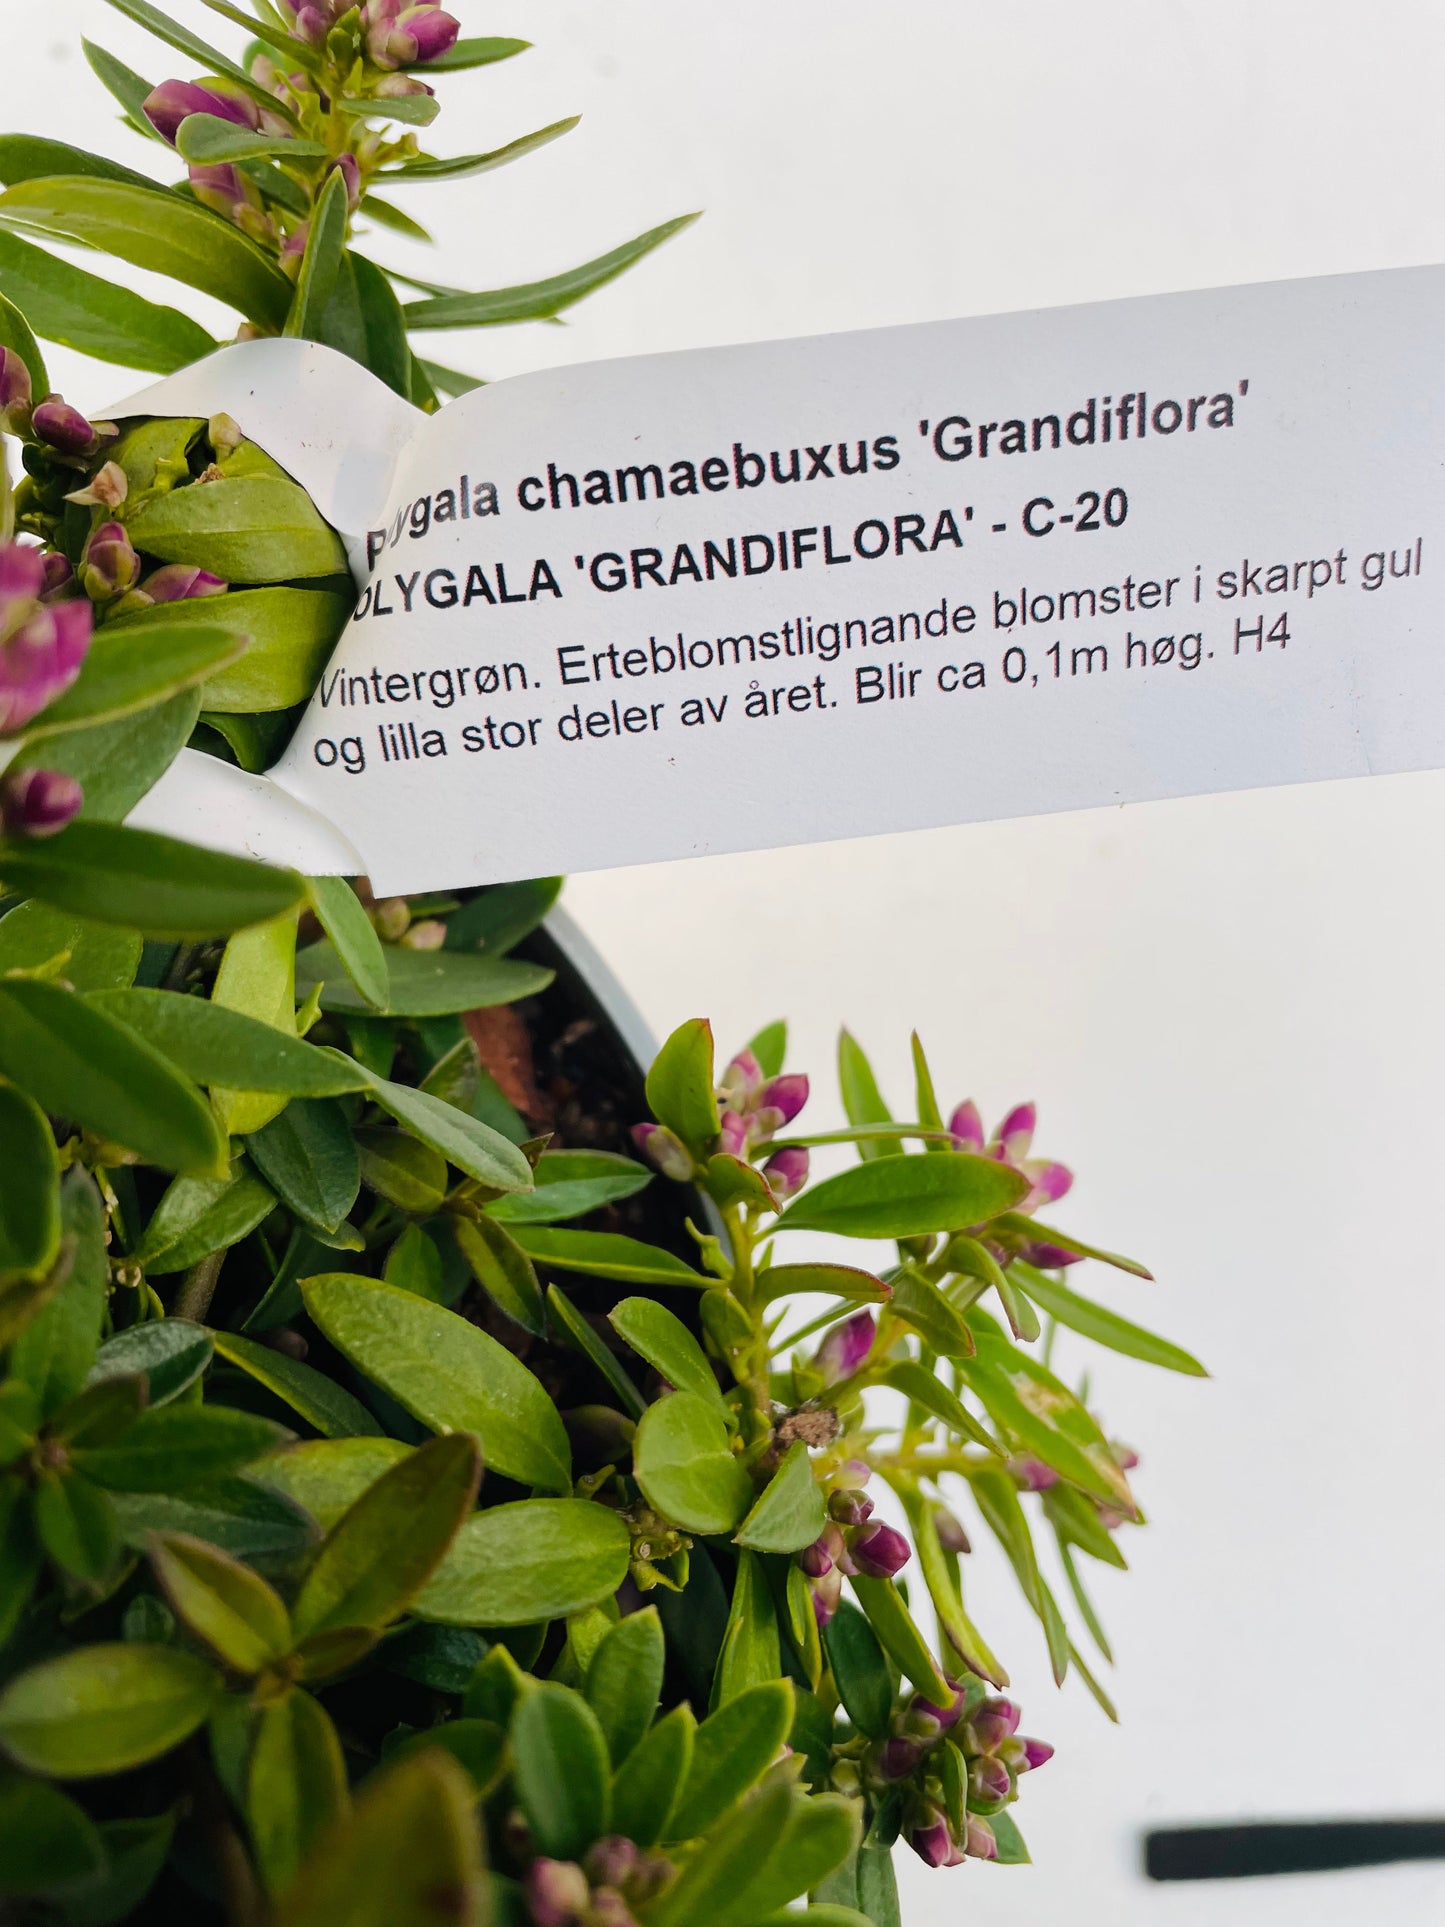 Polygala chamaebuxus 'Grandiflora'
OLYGALA 'GRANDIFLORA' - C-20
Vintergrøn. Erteblomstlignande blomster i skarpt gul
og lilla stor deler av året. Blir ca 0,1m høg. H4